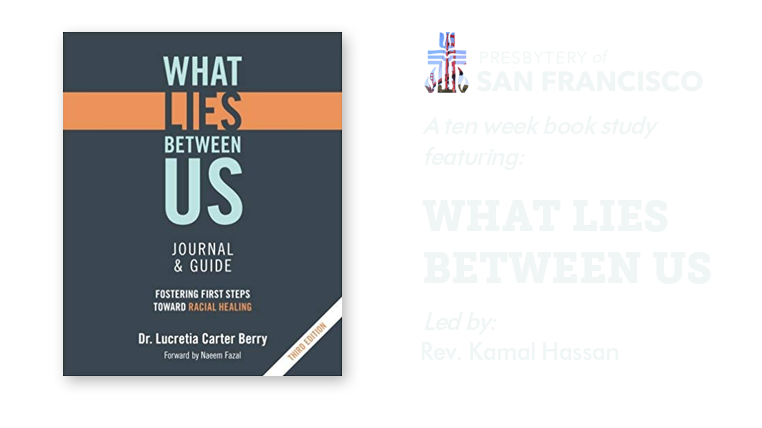 WHAT
LIES
BETWEEN
US
JOURNAL
& GUIDE
FOSTERING FIRST STEPS
TOWARD RACIAL HEALING
Dr. Lucretia Carter Berry
Forward by Naeem Fazal
THIRD EDITION
PRESBYTERY of
SAN FRANCISCO
A ten week book study
featuring:
WHAT LIES
BETWEEN US
Led by:
Rev. Kamal Hassan